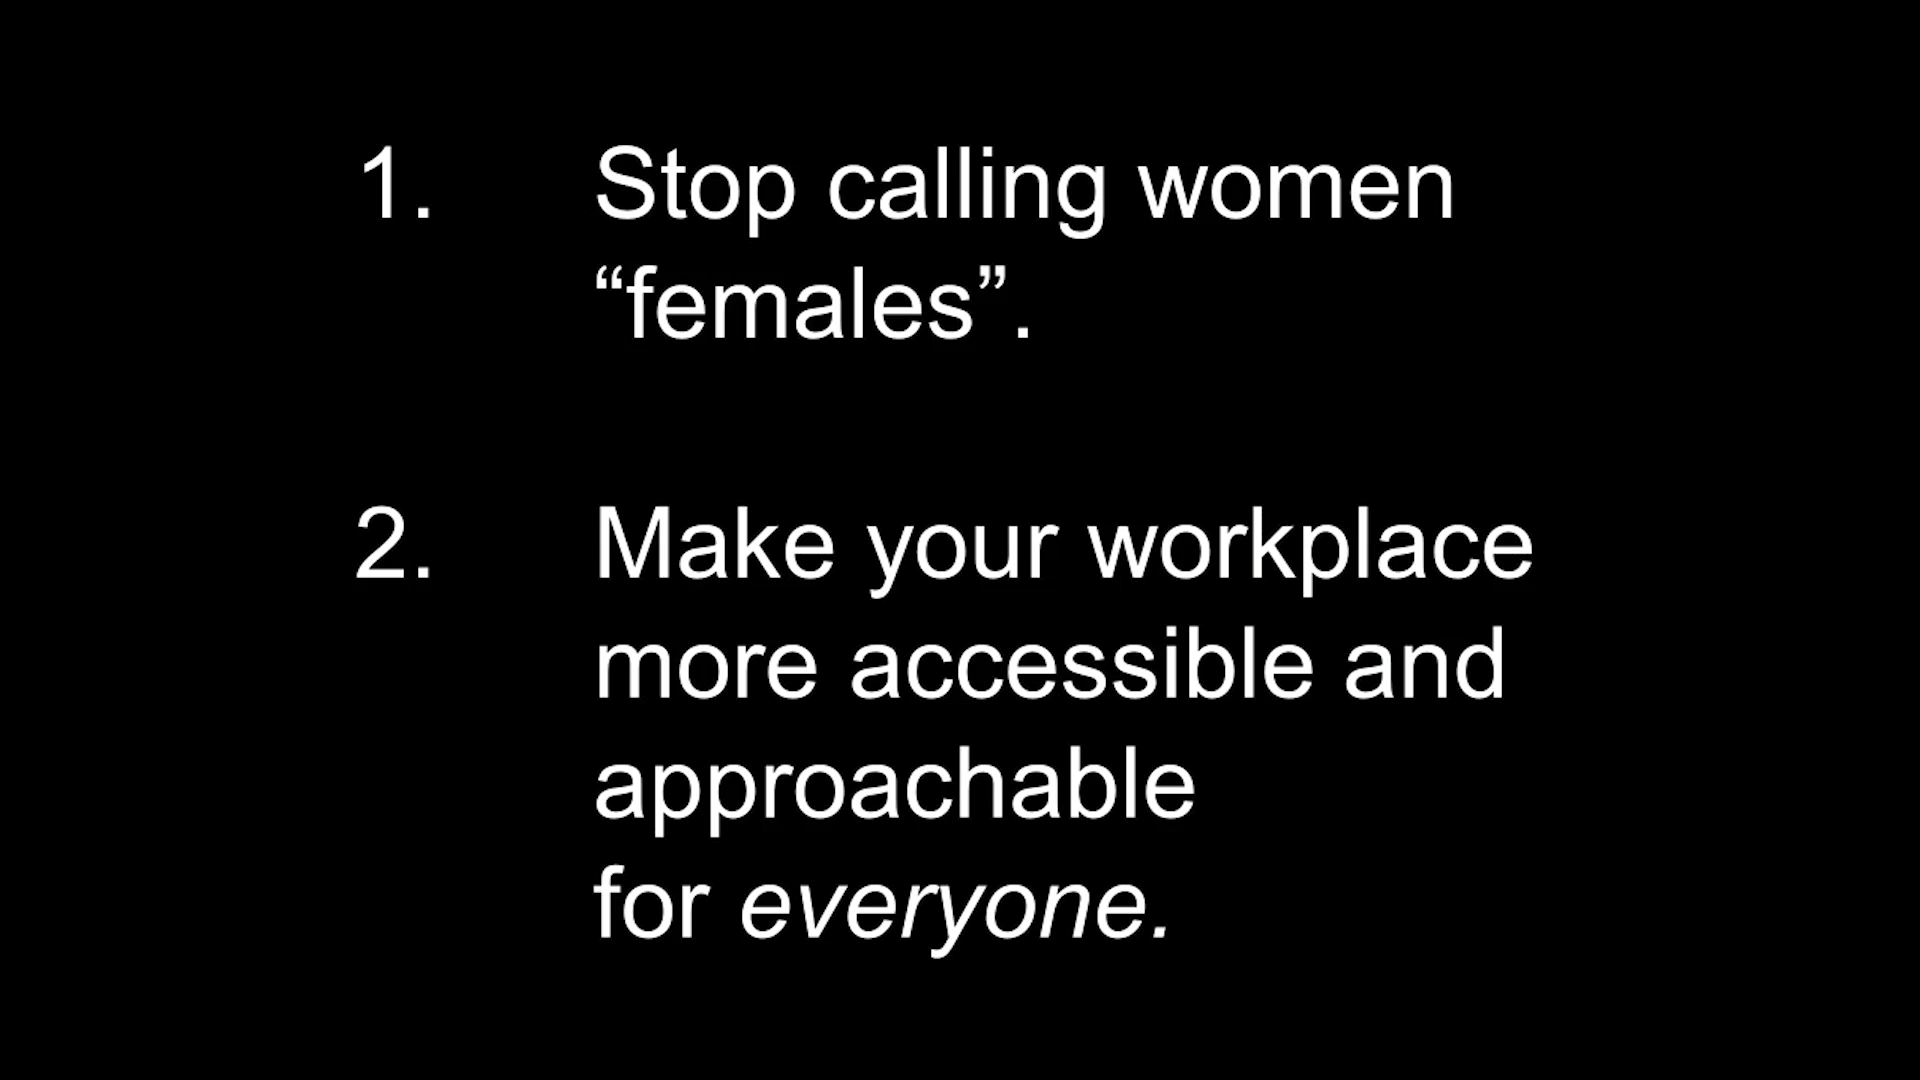 1. Stop calling women
“females”.
2. Make your workplace
more accessible and
approachable
for everyone.